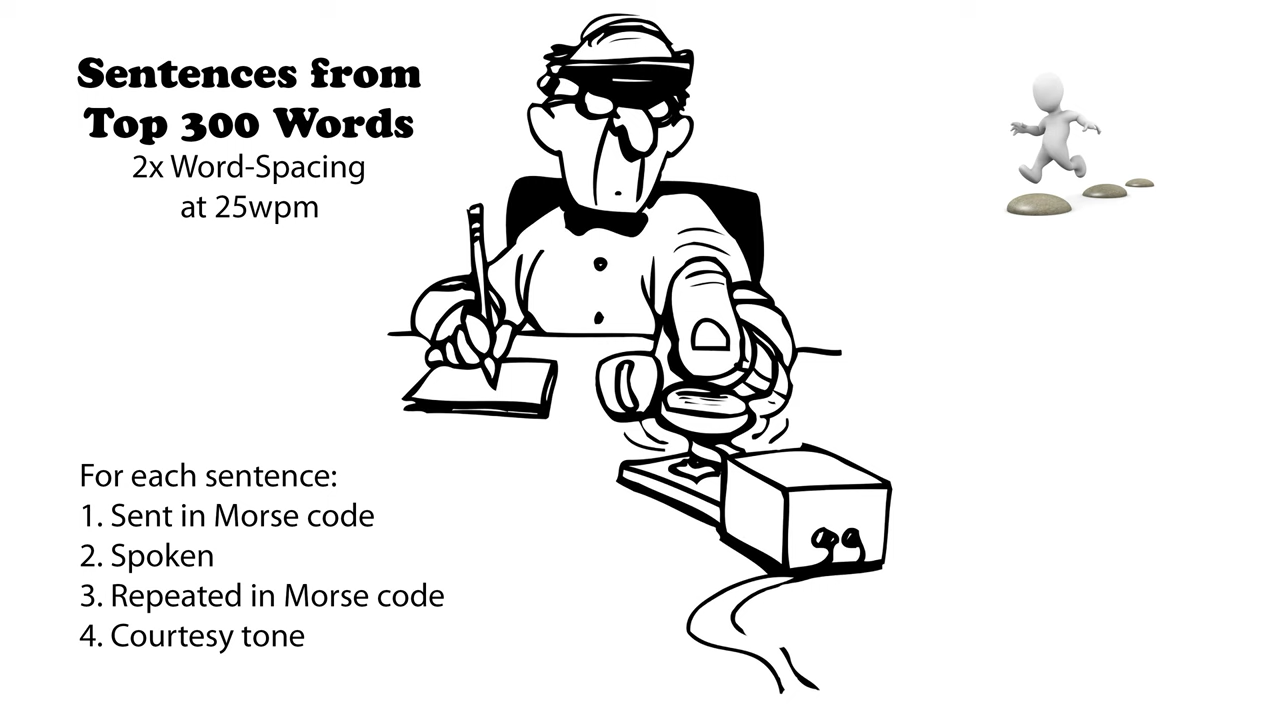 Sentences from
Top 300 Words
2x Word-Spacing
at 25wpm
For each sentence:
1. Sent in Morse code
2. Spoken
3. Repeated in Morse code
4. Courtesy tone